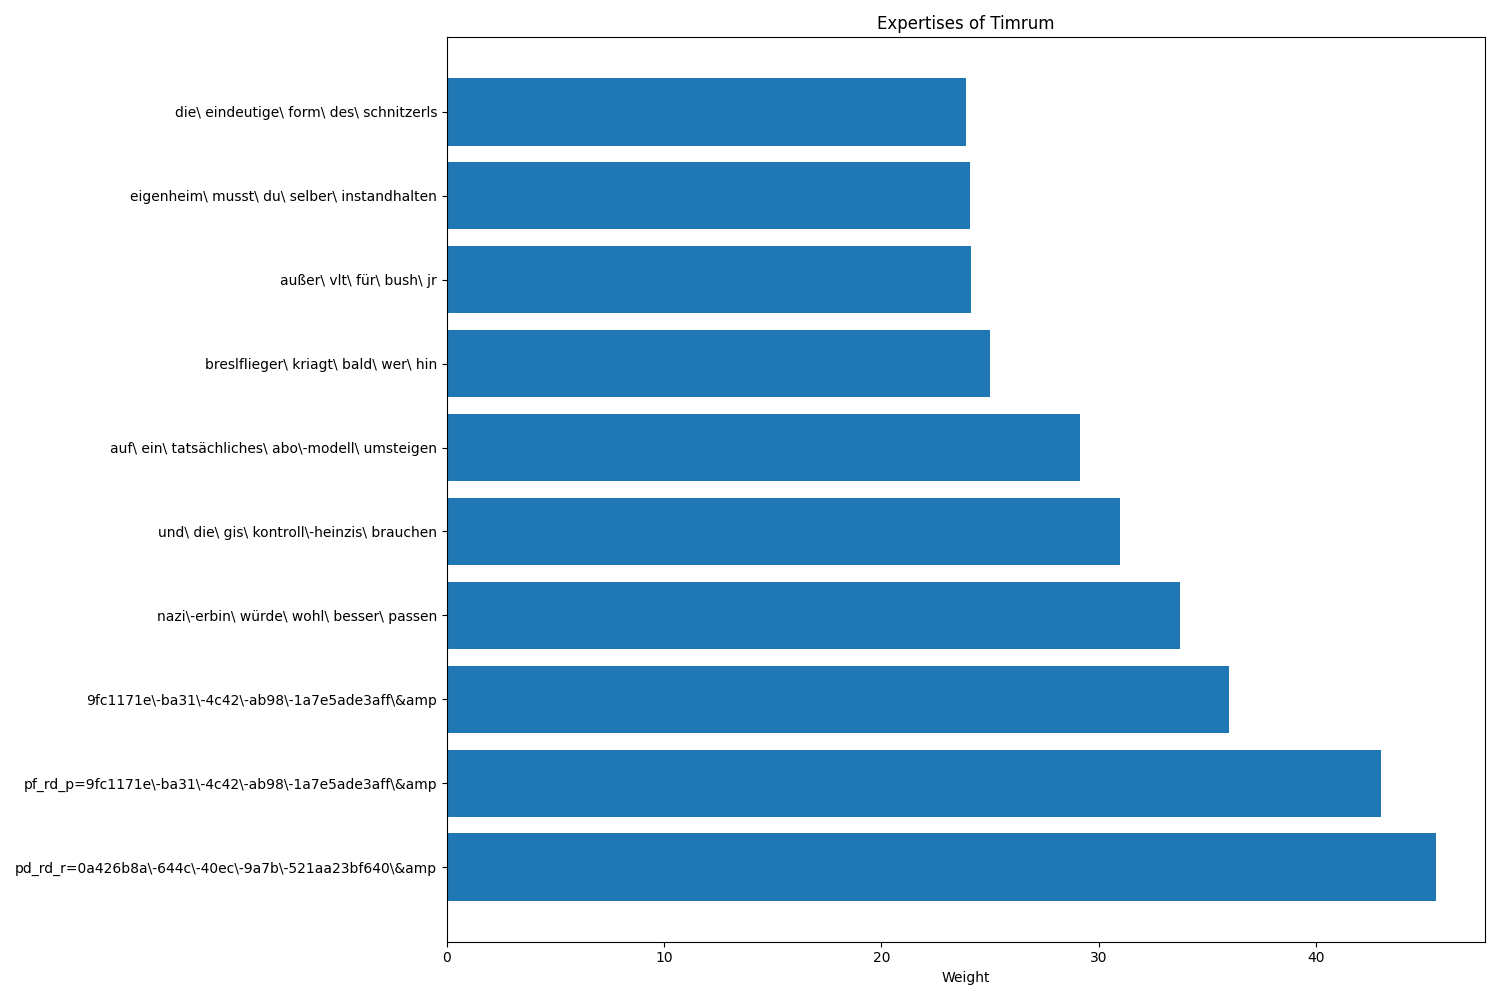 Expertises of Timrum
die\ eindeutige\ form\ des\ schnitzerls
eigenheim\ musst\ du\ selber\ instandhalten
außer\ vlt\ für\ bush\ jr
breslflieger\ kriagt\ bald\ wer\ hin
auf\ ein\ tatsächliches\ abo\-modell\ umsteigen
und\ die\ gis\ kontroll\-heinzis\ brauchen
nazi\-erbin\ würde\ wohl\ besser\ passen
9fc1171e\-ba31\-4c42\-ab98\-1a7e5ade3aff\&amp
pf_rd_p=9fc1171e\-ba31\-4c42\-ab98\-1a7e5ade3aff\&amp
pd_rd_r=0a426b8a\-644c\-40ec\-9a7b\-521aa23bf640\&amp
0 10 20 30 40
Weight